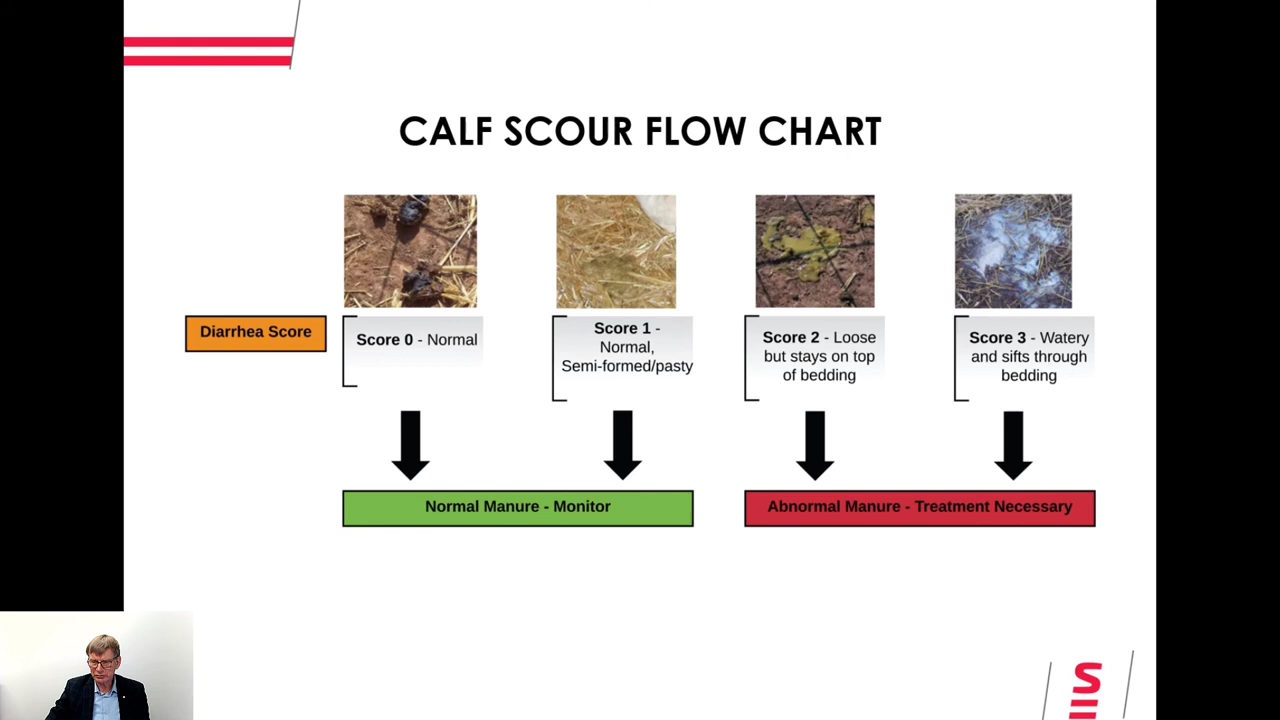 CALF SCOUR FLOW CHART
Diarrhea Score
Score 0 - Normal
Score 1 -
Normal,
Semi-formed/pasty
Score 2 - Loose
but stays on top
of bedding
Score 3 - Watery
and sifts through
bedding
Normal Manure - Monitor
Abnormal Manure - Treatment Necessary
S